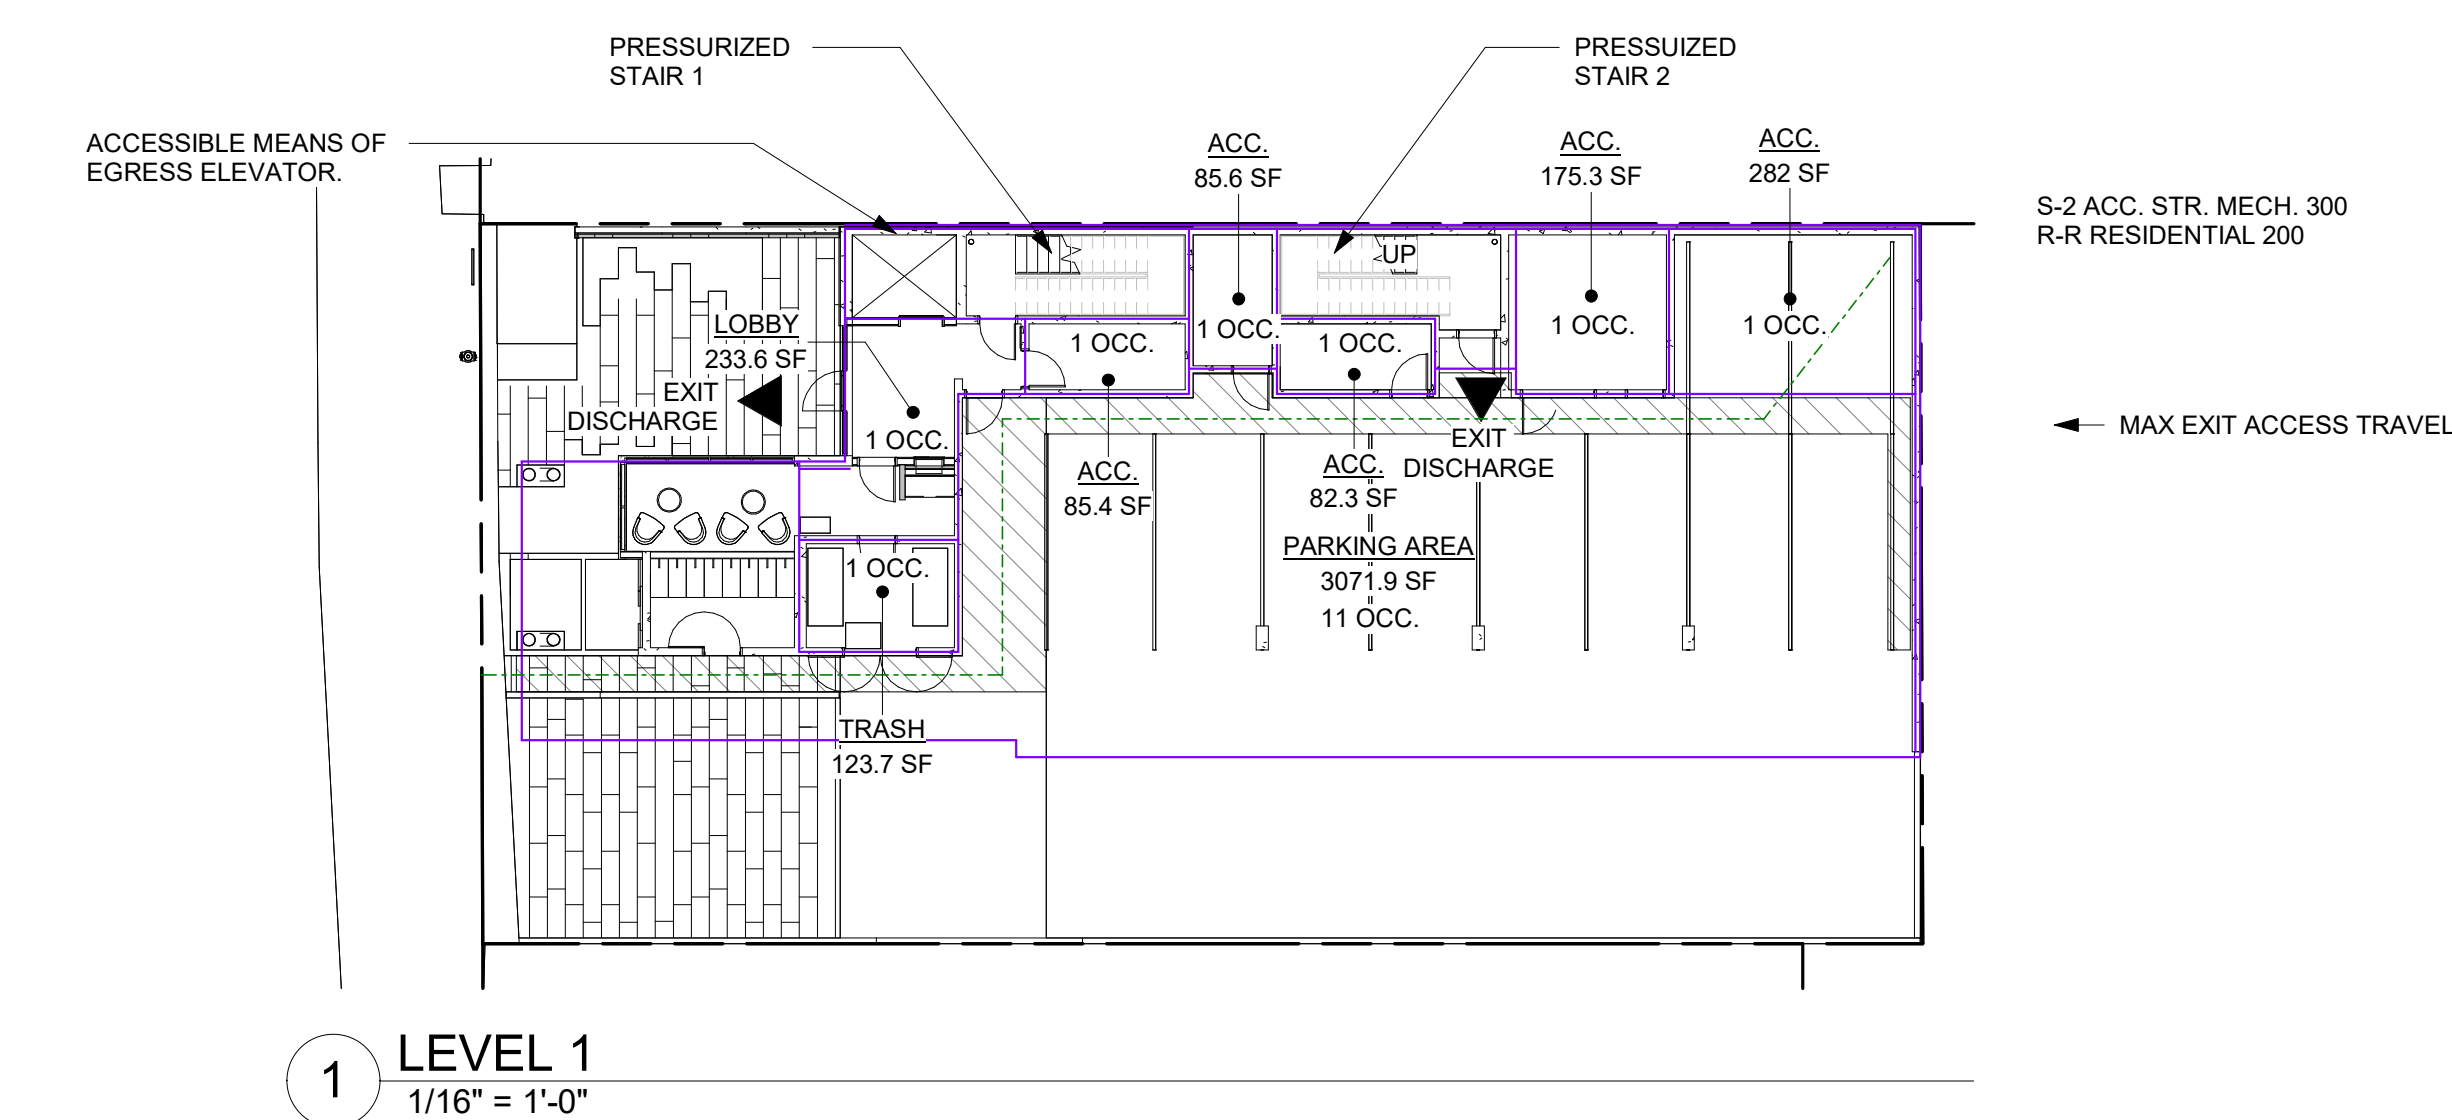 PRESSURIZED
STAIR 1
PRESSUIZED
STAIR 2
ACCESSIBLE MEANS OF
EGRESS ELEVATOR.
ACC.
85.6 SF
ACC.
175.3 SF
ACC.
282 SF
S-2 ACC. STR. MECH. 300
R-R RESIDENTIAL 200
UP
LOBBY
233.6 SF
1 OCC.
1 OCC.
1 OCC.
1 OCC.
1 OCC.
EXIT
DISCHARGE
1 OCC.
EXIT
DISCHARGE
MAX EXIT ACCESS TRAVEL
ACC.
85.4 SF
ACC.
82.3 SF
PARKING AREA
3071.9 SF
11 OCC.
1 OCC.
TRASH
123.7 SF
1
LEVEL 1
1/16" = 1'-0"